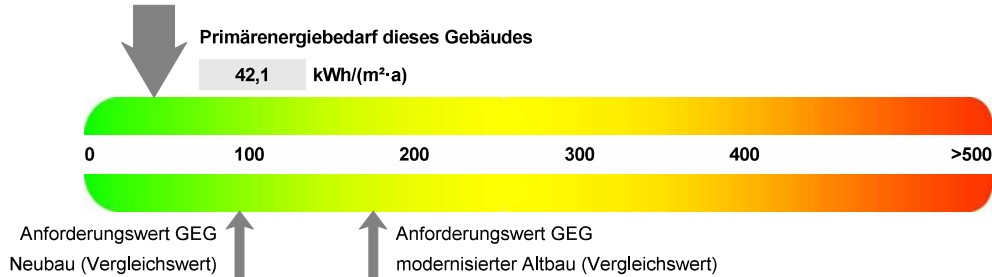 Primärenergiebedarf dieses Gebäudes
42,1 kWh/(m²·a)
0 100 200 300 400 >500
Anforderungswert GEG
Neubau (Vergleichswert)
Anforderungswert GEG
modernisierter Altbau (Vergleichswert)